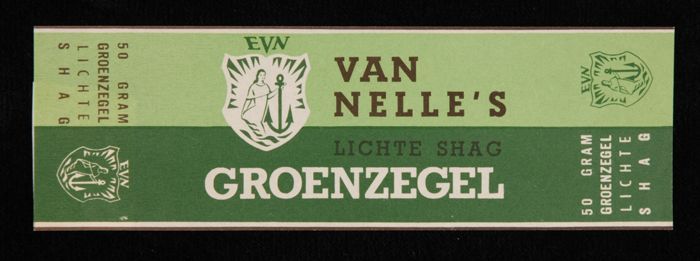 50 GRAM
GROENZEGEL
LICHTE
SHAG
EVN
EVN
VAN
NELLE'S
LICHTE SHAG
GROENZEGEL
EVN
50 GRAM
GROENZEGEL
LICHTE
SHAG